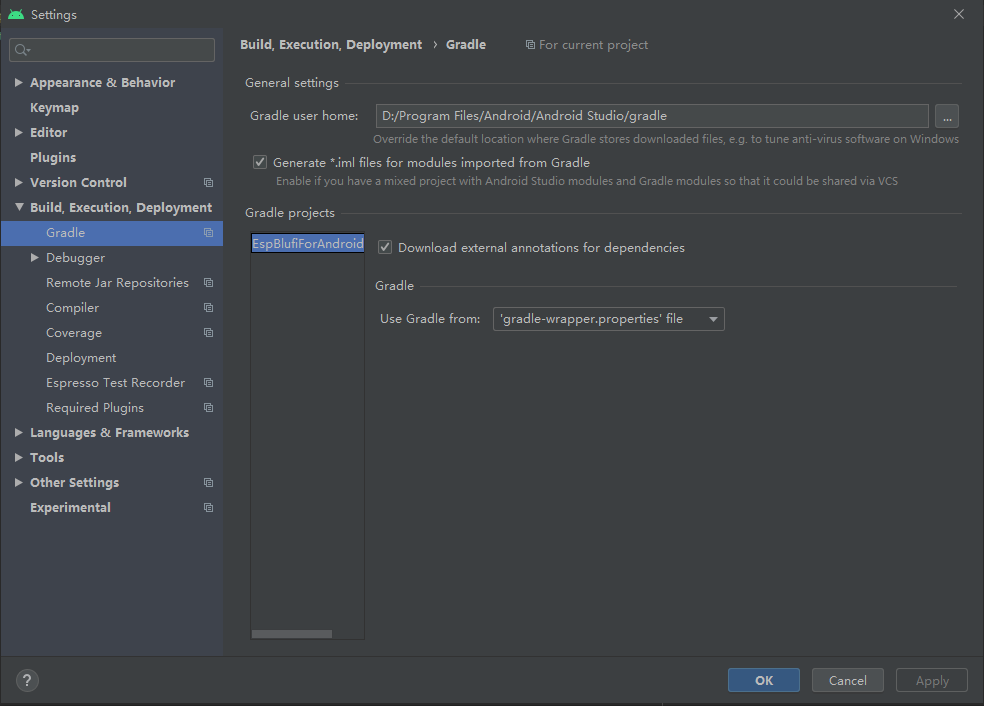 Settings
Build, Execution, Deployment › Gradle For current project
Appearance & Behavior
Keymap
Editor
Plugins
Version Control
Build, Execution, Deployment
Gradle
Debugger
Remote Jar Repositories
Compiler
Coverage
Deployment
Espresso Test Recorder
Required Plugins
Languages & Frameworks
Tools
Other Settings
Experimental
General settings
Gradle user home: D:/Program Files/Android/Android Studio/gradle ...
Override the default location where Gradle stores downloaded files, e.g. to tune anti-virus software on Windows
Generate *.iml files for modules imported from Gradle
Enable if you have a mixed project with Android Studio modules and Gradle modules so that it could be shared via VCS
Gradle projects
EspBlufiForAndroid
Download external annotations for dependencies
Gradle
Use Gradle from: 'gradle-wrapper.properties' file
?
OK Cancel Apply